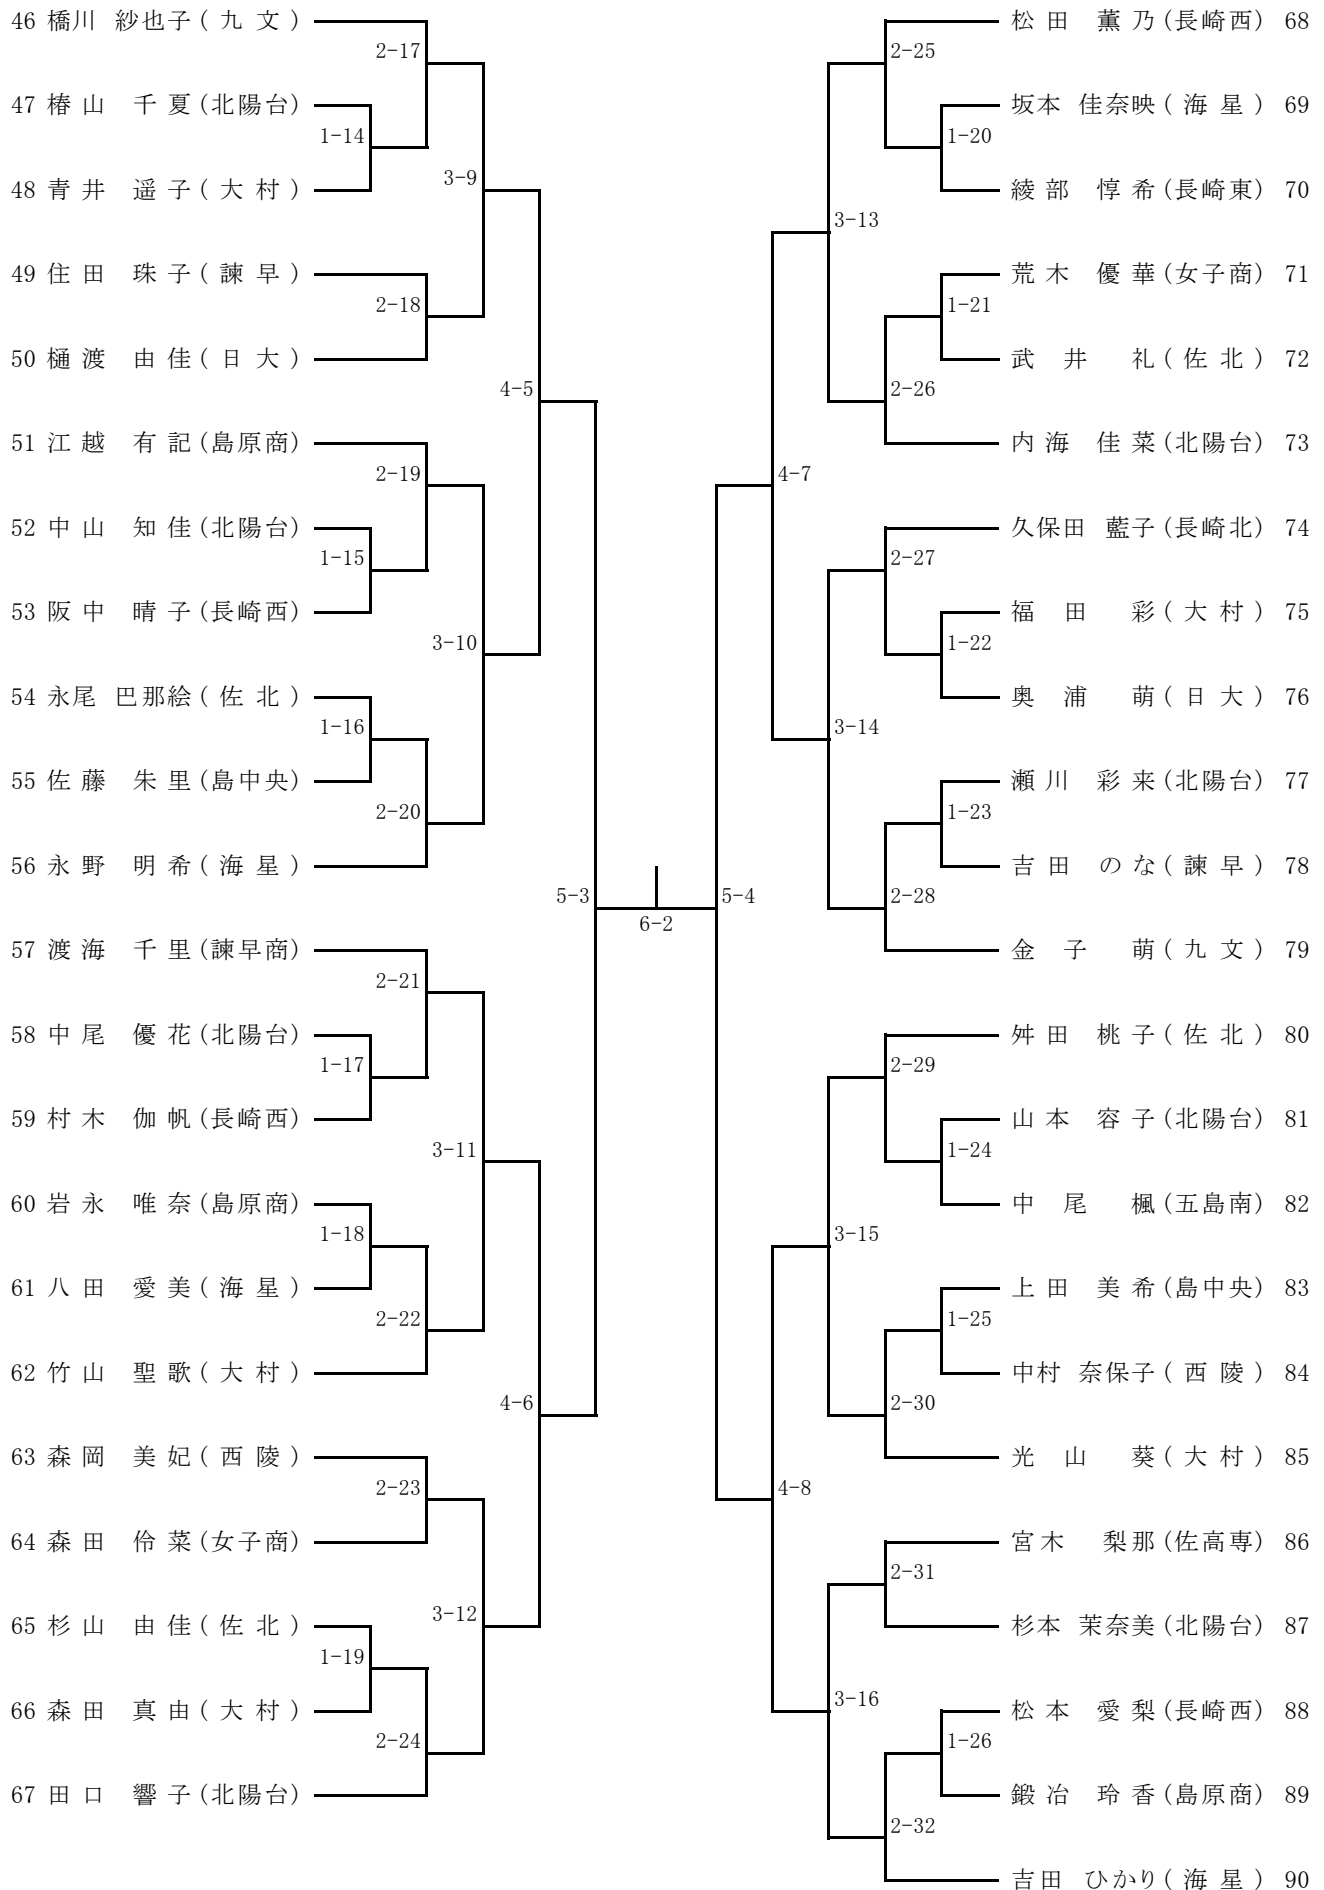 46 橋川 紗也子 ( 九 文 )
2-17
47 椿 山 千 夏 (北陽台)
1-14
48 青 井 遥 子 ( 大 村 )
3-9
49 住 田 珠 子 ( 諫 早 )
2-18
50 樋 渡 由 佳 ( 日 大 )
4-5
51 江 越 有 記 (島原商)
2-19
52 中 山 知 佳 (北陽台)
1-15
53 阪 中 晴 子 (長崎西)
3-10
54 永尾 巴那絵 ( 佐 北 )
1-16
55 佐 藤 朱 里 (島中央)
2-20
56 永 野 明 希 ( 海 星 )
5-3
57 渡 海 千 里 (諫早商)
2-21
58 中 尾 優 花 (北陽台)
1-17
59 村 木 伽 帆 (長崎西)
3-11
60 岩 永 唯 奈 (島原商)
1-18
61 八 田 愛 美 ( 海 星 )
2-22
62 竹 山 聖 歌 ( 大 村 )
4-6
63 森 岡 美 妃 ( 西 陵 )
2-23
64 森 田 伶 菜 (女子商)
3-12
65 杉 山 由 佳 ( 佐 北 )
1-19
66 森 田 真 由 ( 大 村 )
2-24
67 田 口 響 子 (北陽台)
6-2
松 田 薫 乃 (長崎西) 68
2-25
坂本 佳奈映 ( 海 星 ) 69
1-20
綾 部 惇 希 (長崎東) 70
3-13
荒 木 優 華 (女子商) 71
1-21
武 井 礼 ( 佐 北 ) 72
2-26
内 海 佳 菜 (北陽台) 73
4-7
久保田 藍子 (長崎北) 74
2-27
福 田 彩 ( 大 村 ) 75
1-22
奥 浦 萌 ( 日 大 ) 76
3-14
瀬 川 彩 来 (北陽台) 77
1-23
吉 田 の な ( 諫 早 ) 78
2-28
金 子 萌 ( 九 文 ) 79
5-4
舛 田 桃 子 ( 佐 北 ) 80
2-29
山 本 容 子 (北陽台) 81
1-24
中 尾 楓 (五島南) 82
3-15
上 田 美 希 (島中央) 83
1-25
中村 奈保子 ( 西 陵 ) 84
2-30
光 山 葵 ( 大 村 ) 85
4-8
宮 木 梨 那 (佐高専) 86
2-31
杉本 茉奈美 (北陽台) 87
3-16
松 本 愛 梨 (長崎西) 88
1-26
鍛 冶 玲 香 (島原商) 89
2-32
吉田 ひかり ( 海 星 ) 90